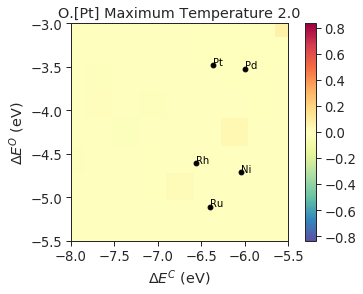 O.[Pt] Maximum Temperature 2.0
−3.0
−3.5
−4.0
−4.5
−5.0
−5.5
ΔE^O (eV)
Pt
Pd
Rh
Ni
Ru
−8.0 −7.5 −7.0 −6.5 −6.0 −5.5
ΔE^C (eV)
0.8
0.6
0.4
0.2
0.0
−0.2
−0.4
−0.6
−0.8